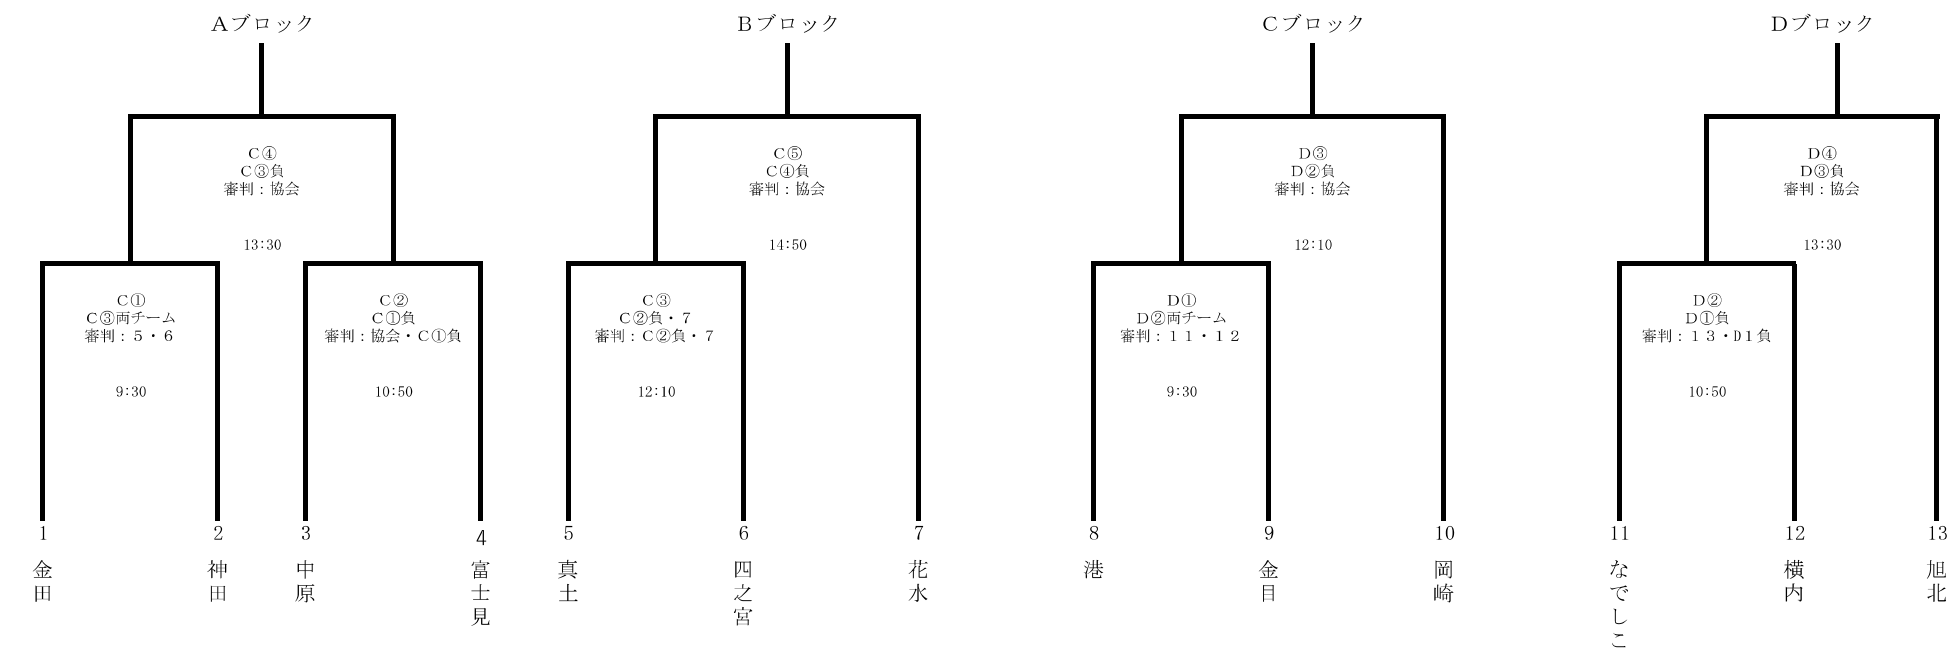 Ａブロック
Ｃ④
Ｃ③負
審判：協会
13:30
Ｃ①
Ｃ③両チーム
審判：５・６
9:30
Ｃ②
Ｃ①負
審判：協会・Ｃ①負
10:50
1
金田
2
神田
3
中原
4
富士見
Ｂブロック
Ｃ⑤
Ｃ④負
審判：協会
14:50
Ｃ③
Ｃ②負・７
審判：Ｃ②負・７
12:10
5
真土
6
四之宮
7
花水
Ｃブロック
Ｄ③
Ｄ②負
審判：協会
12:10
Ｄ①
Ｄ②両チーム
審判：１１・１２
9:30
8
港
9
金目
10
岡崎
Ｄブロック
Ｄ④
Ｄ③負
審判：協会
13:30
Ｄ②
Ｄ①負
審判：１３・D１負
10:50
11
なでしこ
12
横内
13
旭北